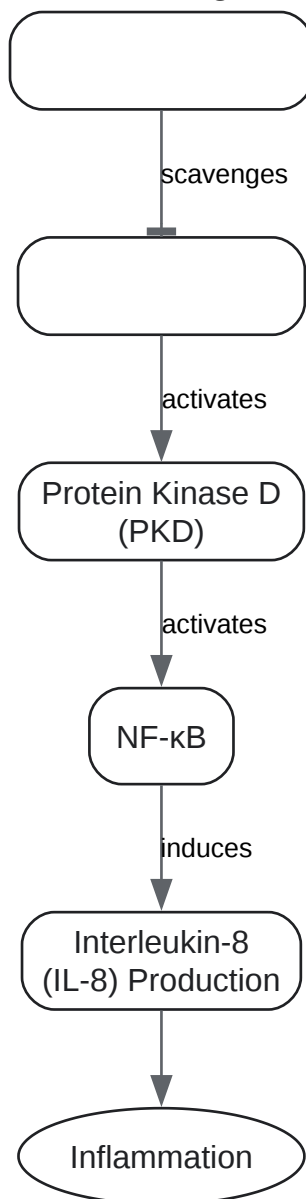 scavenges
activates
Protein Kinase D
(PKD)
activates
NF-κB
induces
Interleukin-8
(IL-8) Production
Inflammation